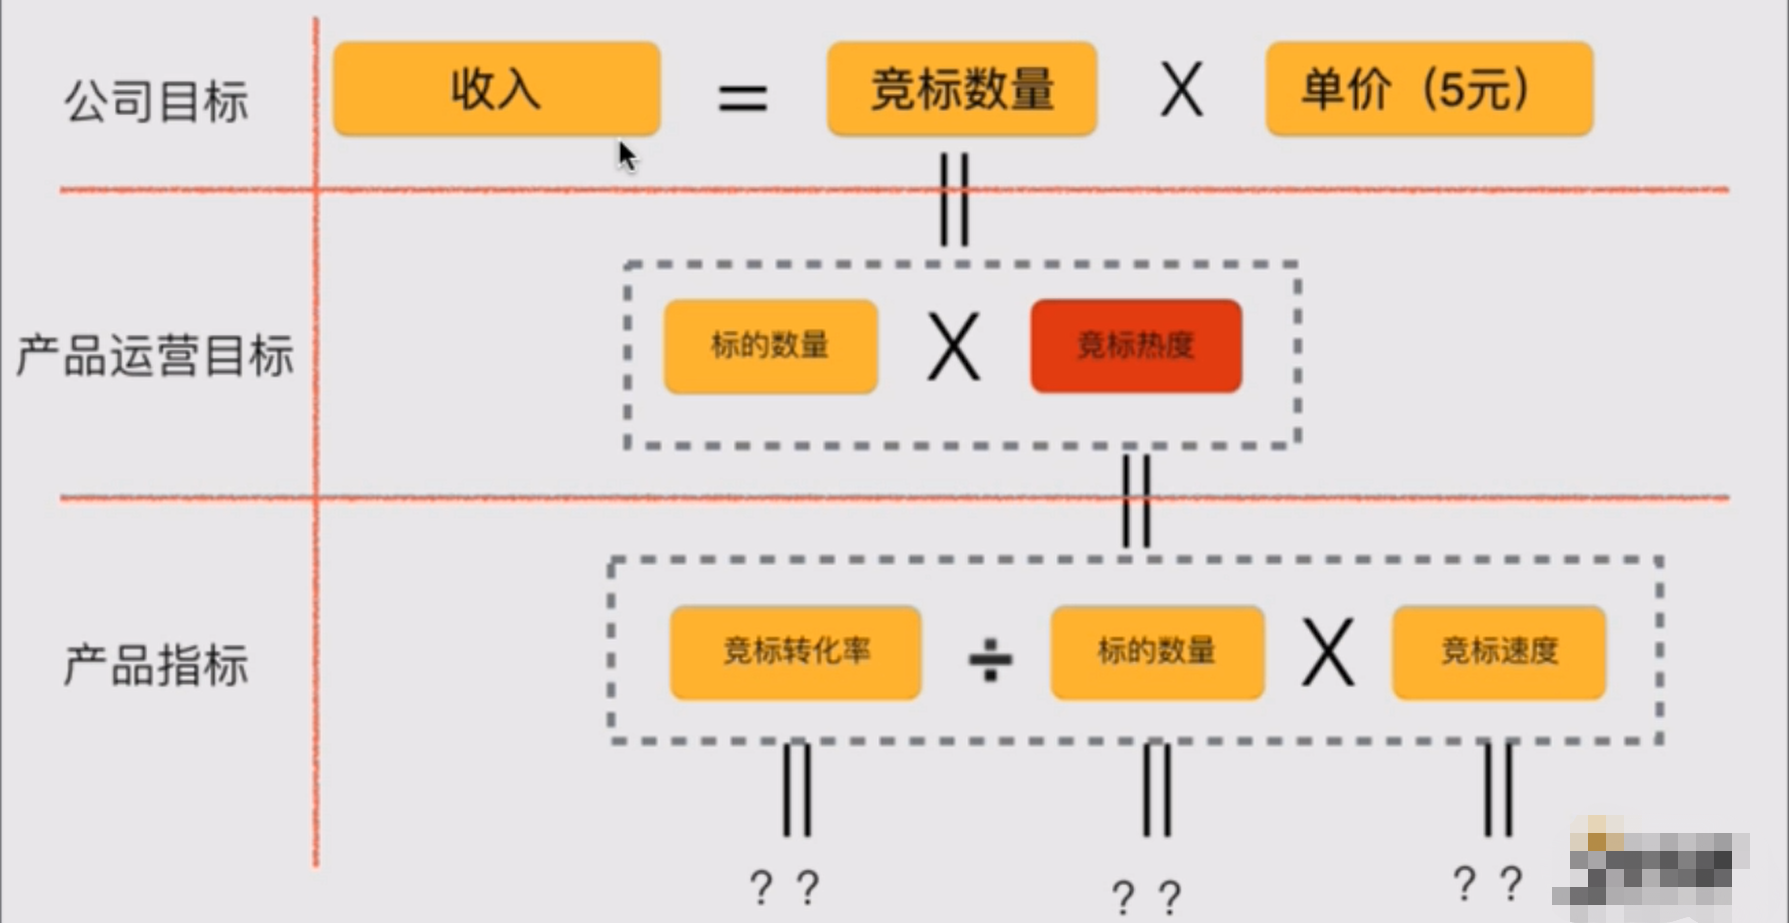 公司目标 收入 = 竞标数量 X 单价（5元）
||
产品运营目标 标的数量 X 竞标热度
||
产品指标 竞标转化率 ÷ 标的数量 X 竞标速度
|| || ||
？？ ？？ ？？